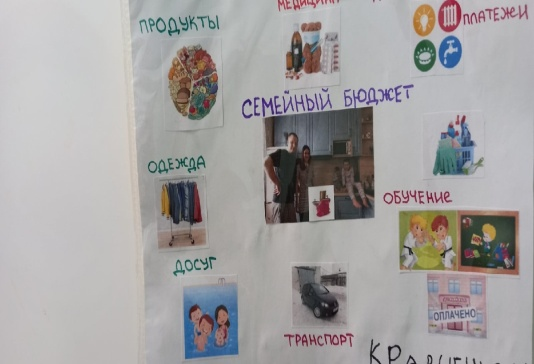 ПРОДУКТЫ
ПЛАТЕЖИ
СЕМЕЙНЫЙ БЮДЖЕТ
ОДЕЖДА
ОБУЧЕНИЕ
ДОСУГ
ОПЛАЧЕНО
ТРАНСПОРТ